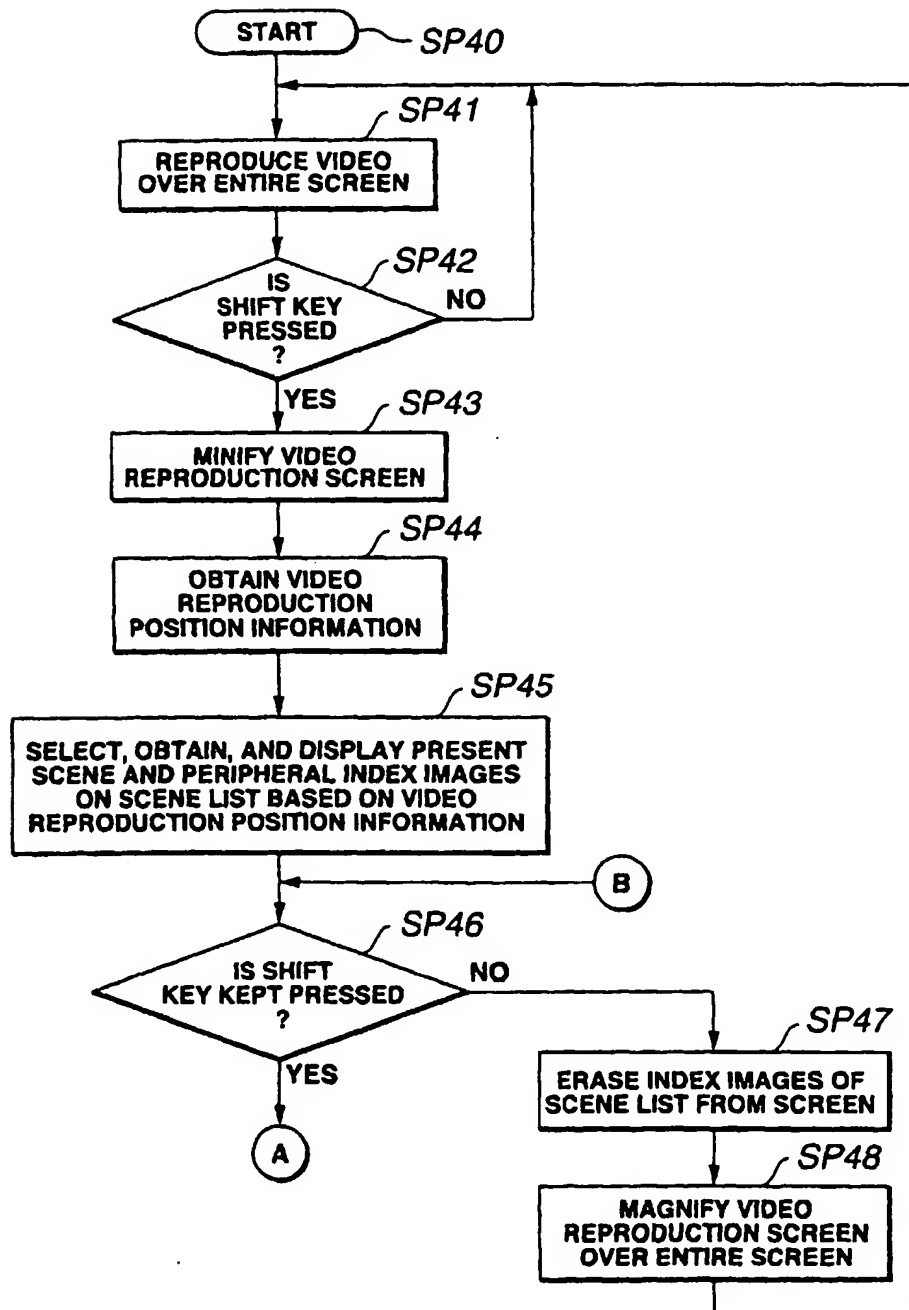 START
SP40
SP41
REPRODUCE VIDEO
OVER ENTIRE SCREEN
SP42
IS
SHIFT KEY
PRESSED
?
NO
YES
SP43
MINIFY VIDEO
REPRODUCTION SCREEN
SP44
OBTAIN VIDEO
REPRODUCTION
POSITION INFORMATION
SP45
SELECT, OBTAIN, AND DISPLAY PRESENT
SCENE AND PERIPHERAL INDEX IMAGES
ON SCENE LIST BASED ON VIDEO
REPRODUCTION POSITION INFORMATION
B
SP46
IS SHIFT
KEY KEPT PRESSED
?
NO
YES
A
SP47
ERASE INDEX IMAGES OF
SCENE LIST FROM SCREEN
SP48
MAGNIFY VIDEO
REPRODUCTION SCREEN
OVER ENTIRE SCREEN